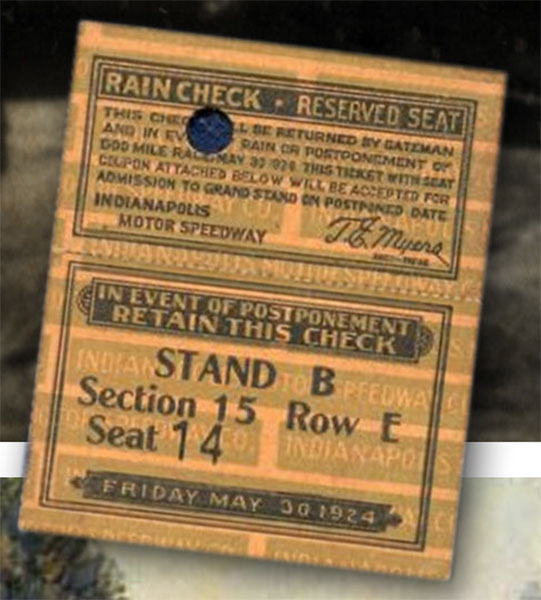 RAIN CHECK • RESERVED SEAT
THIS CHECK LL BE RETURNED BY GATEMAN
AND IN EV RAIN OR POSTPONEMENT OF
500 MILE RACE MAY 30 1924 THIS TICKET WITH SEAT
COUPON ATTACHED BELOW WILL BE ACCEPTED FOR
ADMISSION TO GRAND STAND ON POSTPONED DATE
INDIANAPOLIS
MOTOR SPEEDWAY
T.E. Myers
IN EVENT OF POSTPONEMENT
RETAIN THIS CHECK
STAND B
Section 15 Row E
Seat 14
FRIDAY MAY 30 1924